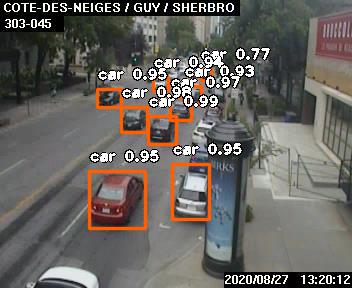 COTE-DES-NEIGES / GUY / SHERBRO
303-045
car 0.77
car 0.94
car 0.95
car 0.93
car 0.97
car 0.98
car 0.99
car 0.95
car 0.95
2020/08/27 13:20:12